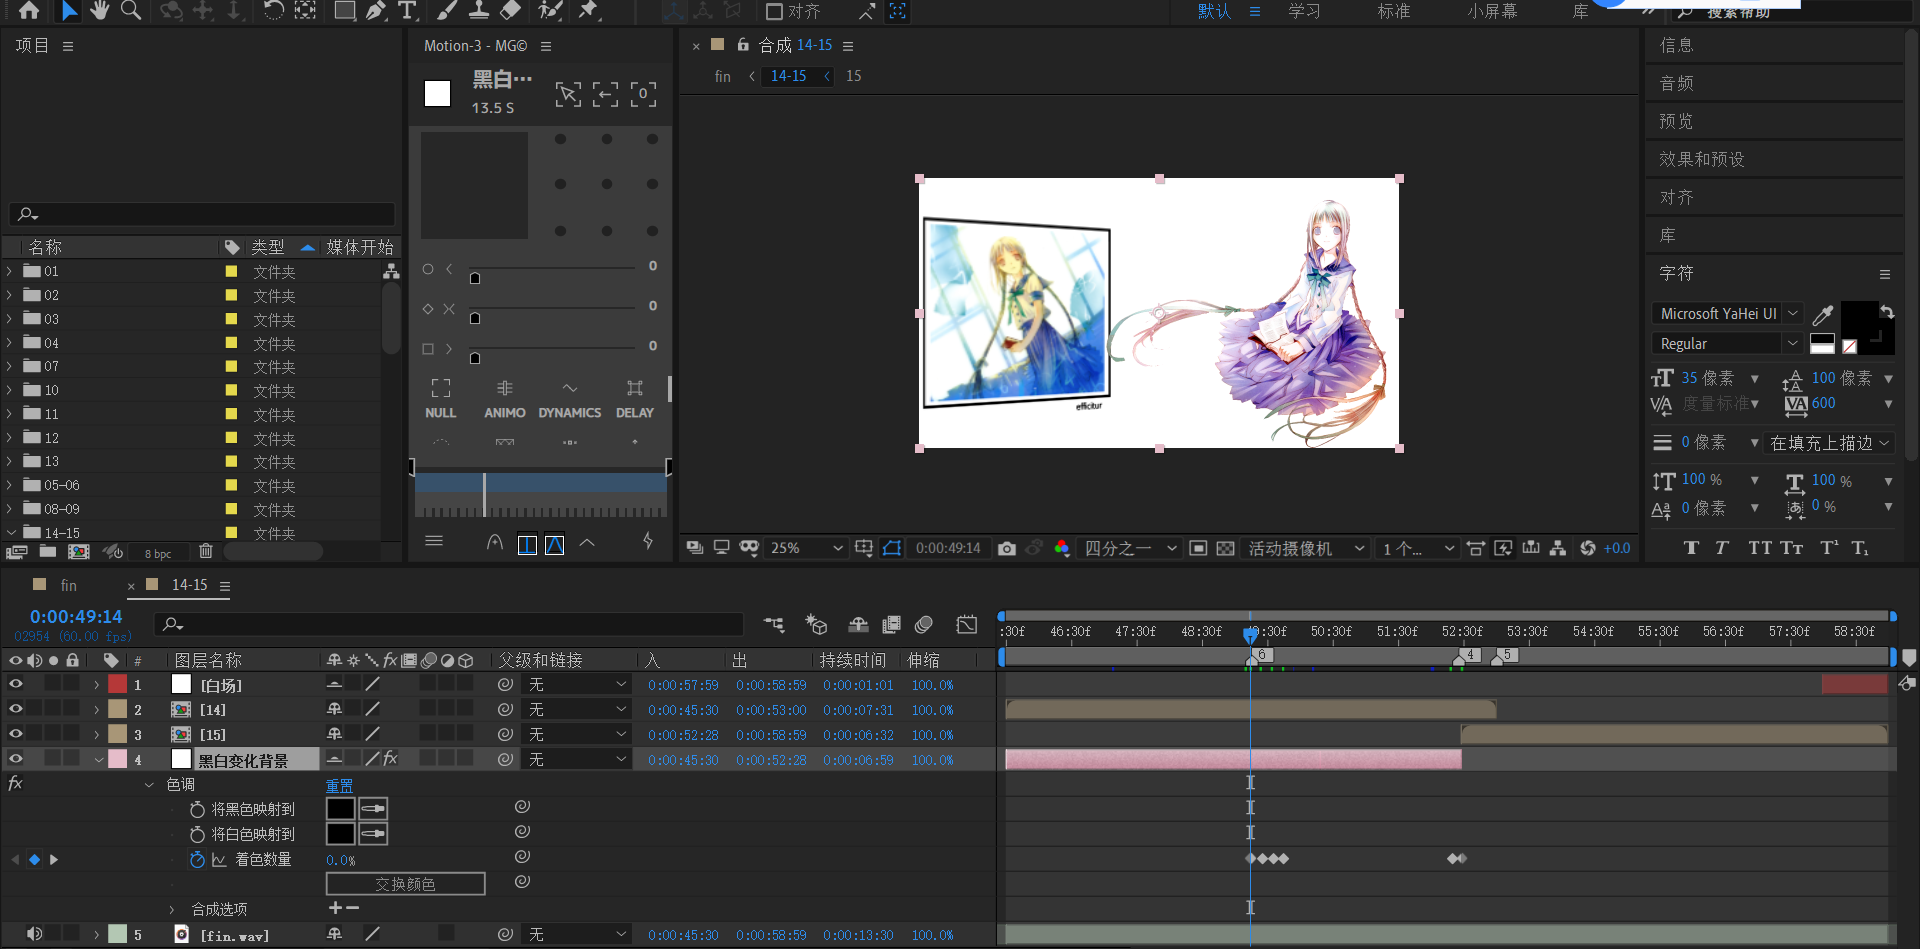 对齐
默认
学习
标准
小屏幕
库
搜索帮助
项目
Motion-3 - MG©
合成 14-15
fin
14-15
15
黑白···
13.5 S
信息
音频
预览
效果和预设
对齐
库
字符
名称 类型 媒体开始
01 文件夹
02 文件夹
03 文件夹
04 文件夹
07 文件夹
10 文件夹
11 文件夹
12 文件夹
13 文件夹
05-06 文件夹
08-09 文件夹
14-15 文件夹
8 bpc
0
0
0
0
NULL ANIMO DYNAMICS DELAY
efficitur
Microsoft YaHei UI
Regular
35 像素 100 像素
度量标准 600
0 像素 在填充上描边
100 % 100 %
0 像素 0 %
25% 0:00:49:14 四分之一 活动摄像机 1 个... +0.0
fin
14-15
0:00:49:14
02954 (60.00 fps)
:30f 46:30f 47:30f 48:30f 49:30f 50:30f 51:30f 52:30f 53:30f 54:30f 55:30f 56:30f 57:30f 58:30f
6 4 5
# 图层名称 fx 父级和链接 入 出 持续时间 伸缩
1 [白场] 无 0:00:57:59 0:00:58:59 0:00:01:01 100.0%
2 [14] 无 0:00:45:30 0:00:53:00 0:00:07:31 100.0%
3 [15] 无 0:00:52:28 0:00:58:59 0:00:06:32 100.0%
4 黑白变化背景 fx 无 0:00:45:30 0:00:52:28 0:00:06:59 100.0%
fx 色调 重置
将黑色映射到
将白色映射到
着色数量 0.0%
交换颜色
合成选项
5 [fin.wav] 无 0:00:45:30 0:00:58:59 0:00:13:30 100.0%